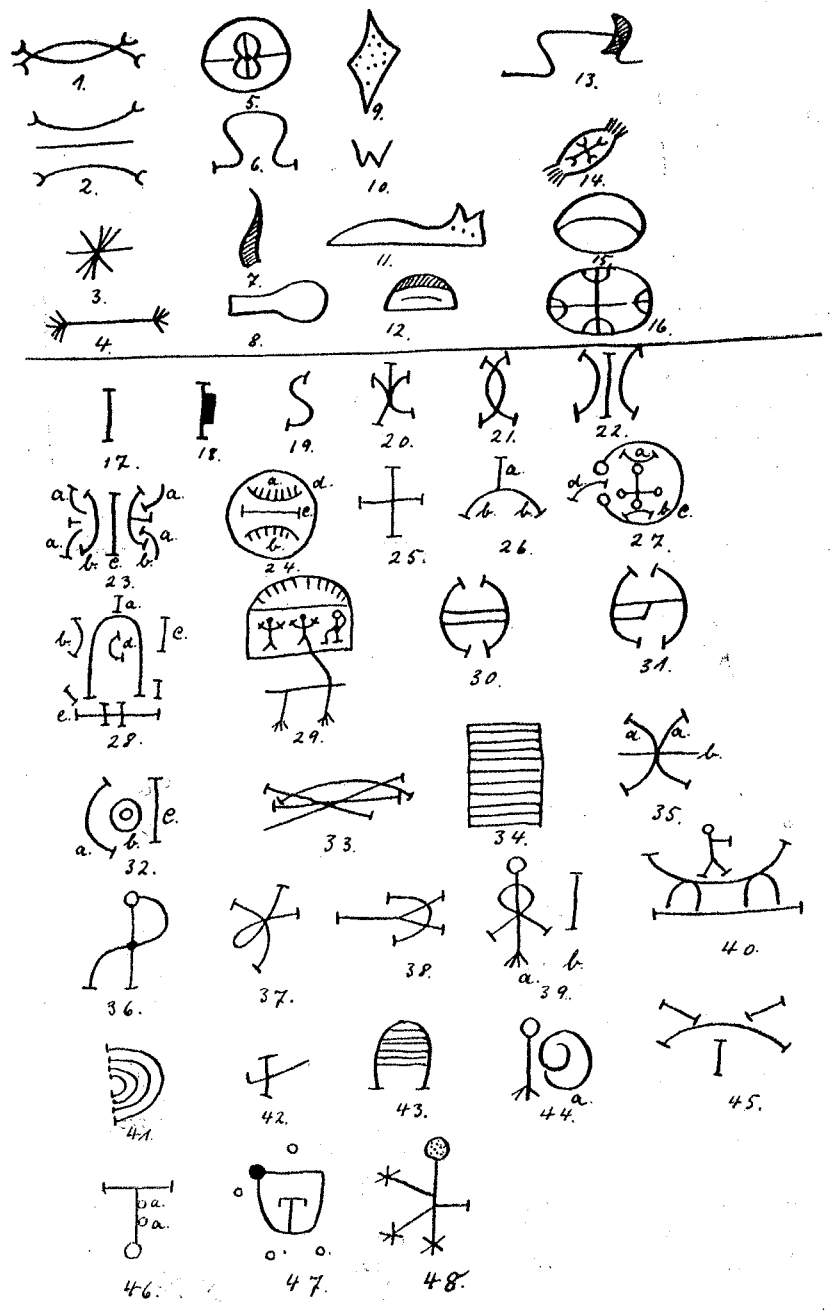 1. 5. 9. 13.
2. 6. 10. 14.
3. 7. 11. 15.
4. 8. 12. 16.
17. 18. 19. 20. 21. 22.
a. a. a. d. a. a.
a. a. e. b. b. d. b. e.
b. c. b. b.
23. 24. 25. 26. 27.
a.
b. d. c.
e.
28. 29. 30. 31.
a. a.
b.
c.
a. b.
32. 33. 34. 35.
36. 37. 38. a. 39. b. 40.
41. 42. 43. 44. a. 45.
a.
a.
46. 47. 48.